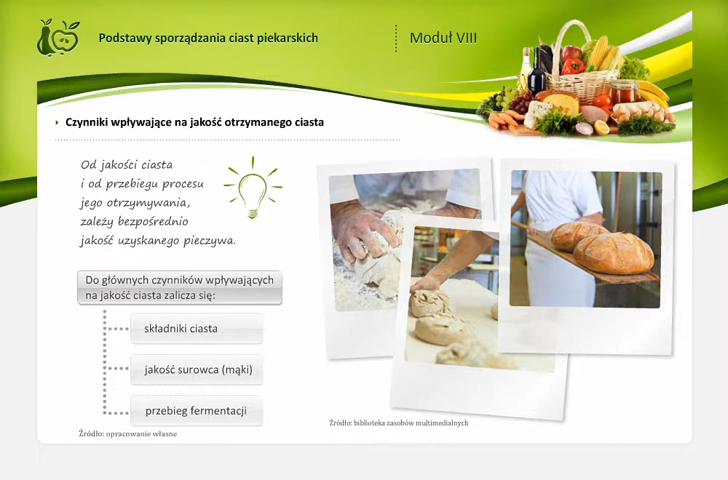 Podstawy sporządzania ciast piekarskich
Moduł VIII
Czynniki wpływające na jakość otrzymanego ciasta
Od jakości ciasta
i od przebiegu procesu
jego otrzymywania,
zależy bezpośrednio
jakość uzyskanego pieczywa.
Do głównych czynników wpływających
na jakość ciasta zalicza się:
składniki ciasta
jakość surowca (mąki)
przebieg fermentacji
Źródło: opracowanie własne
Źródło: biblioteka zasobów multimedialnych